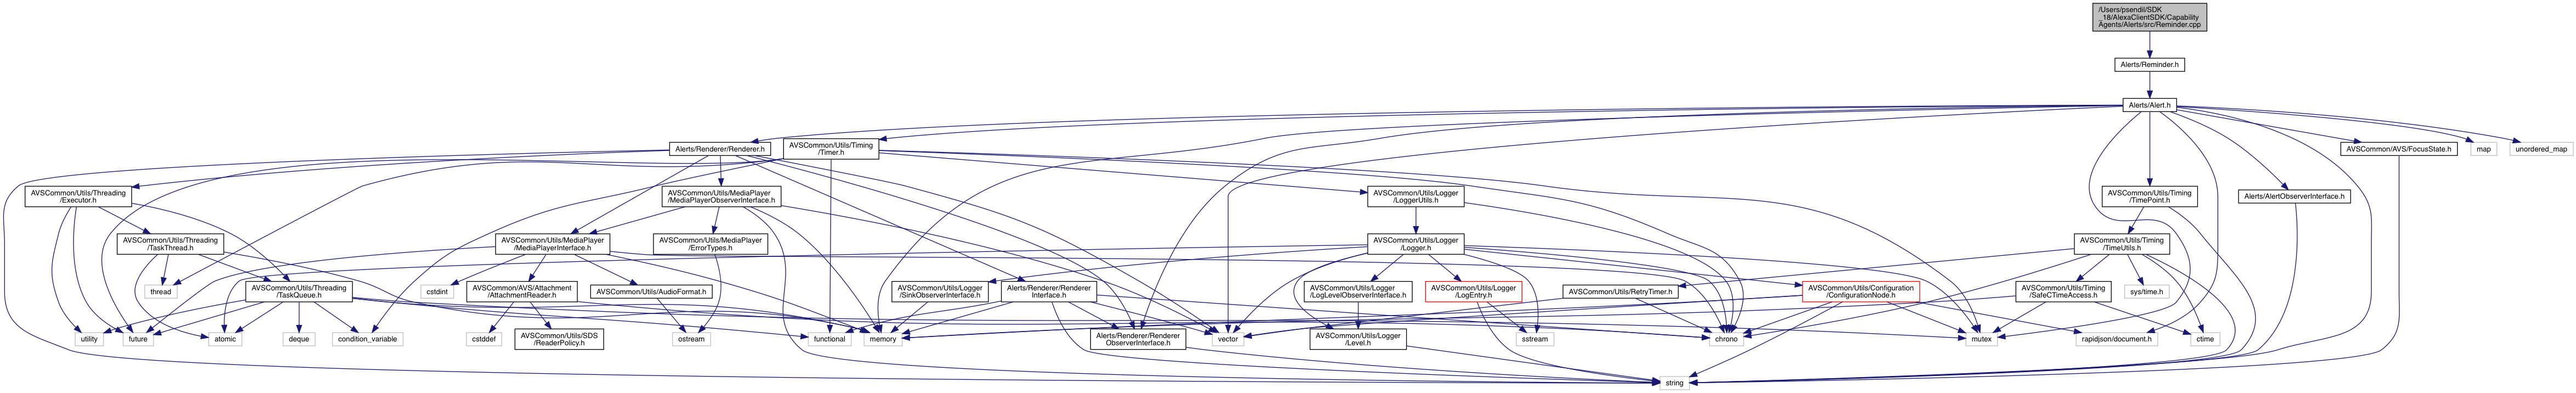 /Users/psendil/SDK
_18/AlexaClientSDK/Capability
Agents/Alerts/src/Reminder.cpp
Alerts/Reminder.h
Alerts/Alert.h
Alerts/Renderer/Renderer.h
AVSCommon/Utils/Timing
/Timer.h
AVSCommon/AVS/FocusState.h
map
unordered_map
AVSCommon/Utils/Threading
/Executor.h
AVSCommon/Utils/MediaPlayer
/MediaPlayerObserverInterface.h
AVSCommon/Utils/Logger
/LoggerUtils.h
AVSCommon/Utils/Timing
/TimePoint.h
Alerts/AlertObserverInterface.h
AVSCommon/Utils/Threading
/TaskThread.h
AVSCommon/Utils/MediaPlayer
/MediaPlayerInterface.h
AVSCommon/Utils/MediaPlayer
/ErrorTypes.h
AVSCommon/Utils/Logger
/Logger.h
AVSCommon/Utils/Timing
/TimeUtils.h
thread
AVSCommon/Utils/Threading
/TaskQueue.h
cstdint
AVSCommon/AVS/Attachment
/AttachmentReader.h
AVSCommon/Utils/AudioFormat.h
AVSCommon/Utils/Logger
/SinkObserverInterface.h
Alerts/Renderer/Renderer
Interface.h
AVSCommon/Utils/Logger
/LogLevelObserverInterface.h
AVSCommon/Utils/Logger
/LogEntry.h
AVSCommon/Utils/RetryTimer.h
AVSCommon/Utils/Configuration
/ConfigurationNode.h
AVSCommon/Utils/Timing
/SafeCTimeAccess.h
sys/time.h
utility
future
atomic
deque
condition_variable
cstddef
AVSCommon/Utils/SDS
/ReaderPolicy.h
ostream
functional
memory
Alerts/Renderer/Renderer
ObserverInterface.h
vector
AVSCommon/Utils/Logger
/Level.h
sstream
chrono
mutex
rapidjson/document.h
ctime
string